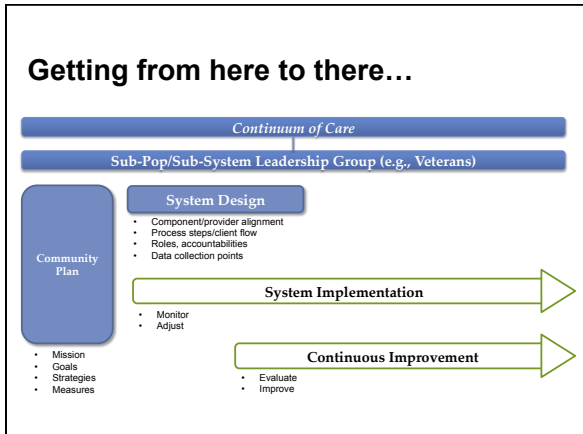 Getting from here to there…
Continuum of Care
Sub-Pop/Sub-System Leadership Group (e.g., Veterans)
Community
Plan
• Mission
• Goals
• Strategies
• Measures
System Design
• Component/provider alignment
• Process steps/client flow
• Roles, accountabilities
• Data collection points
System Implementation
• Monitor
• Adjust
Continuous Improvement
• Evaluate
• Improve